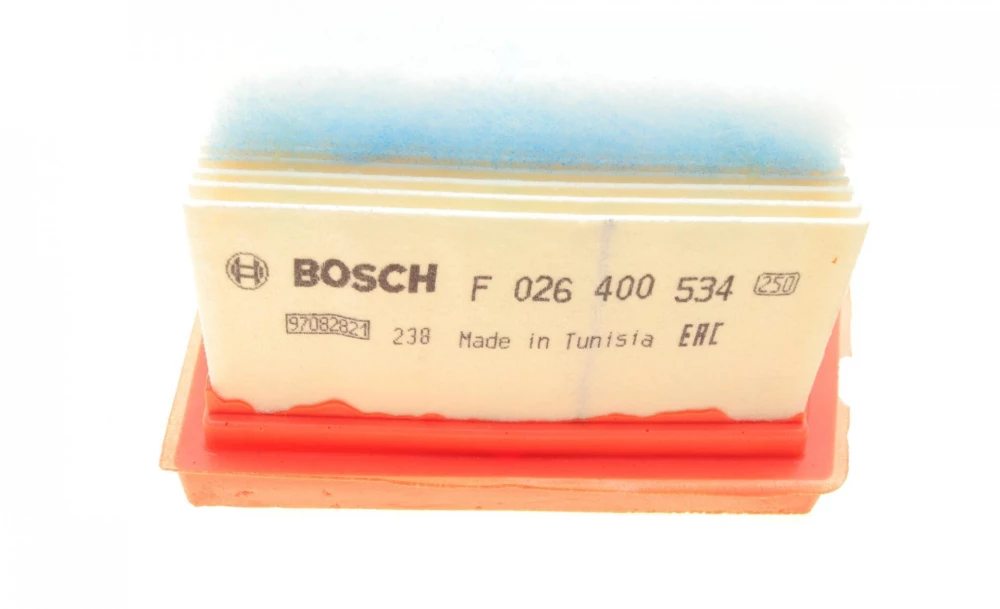 BOSCH F 026 400 534 250
97082821 238 Made in Tunisia EAC